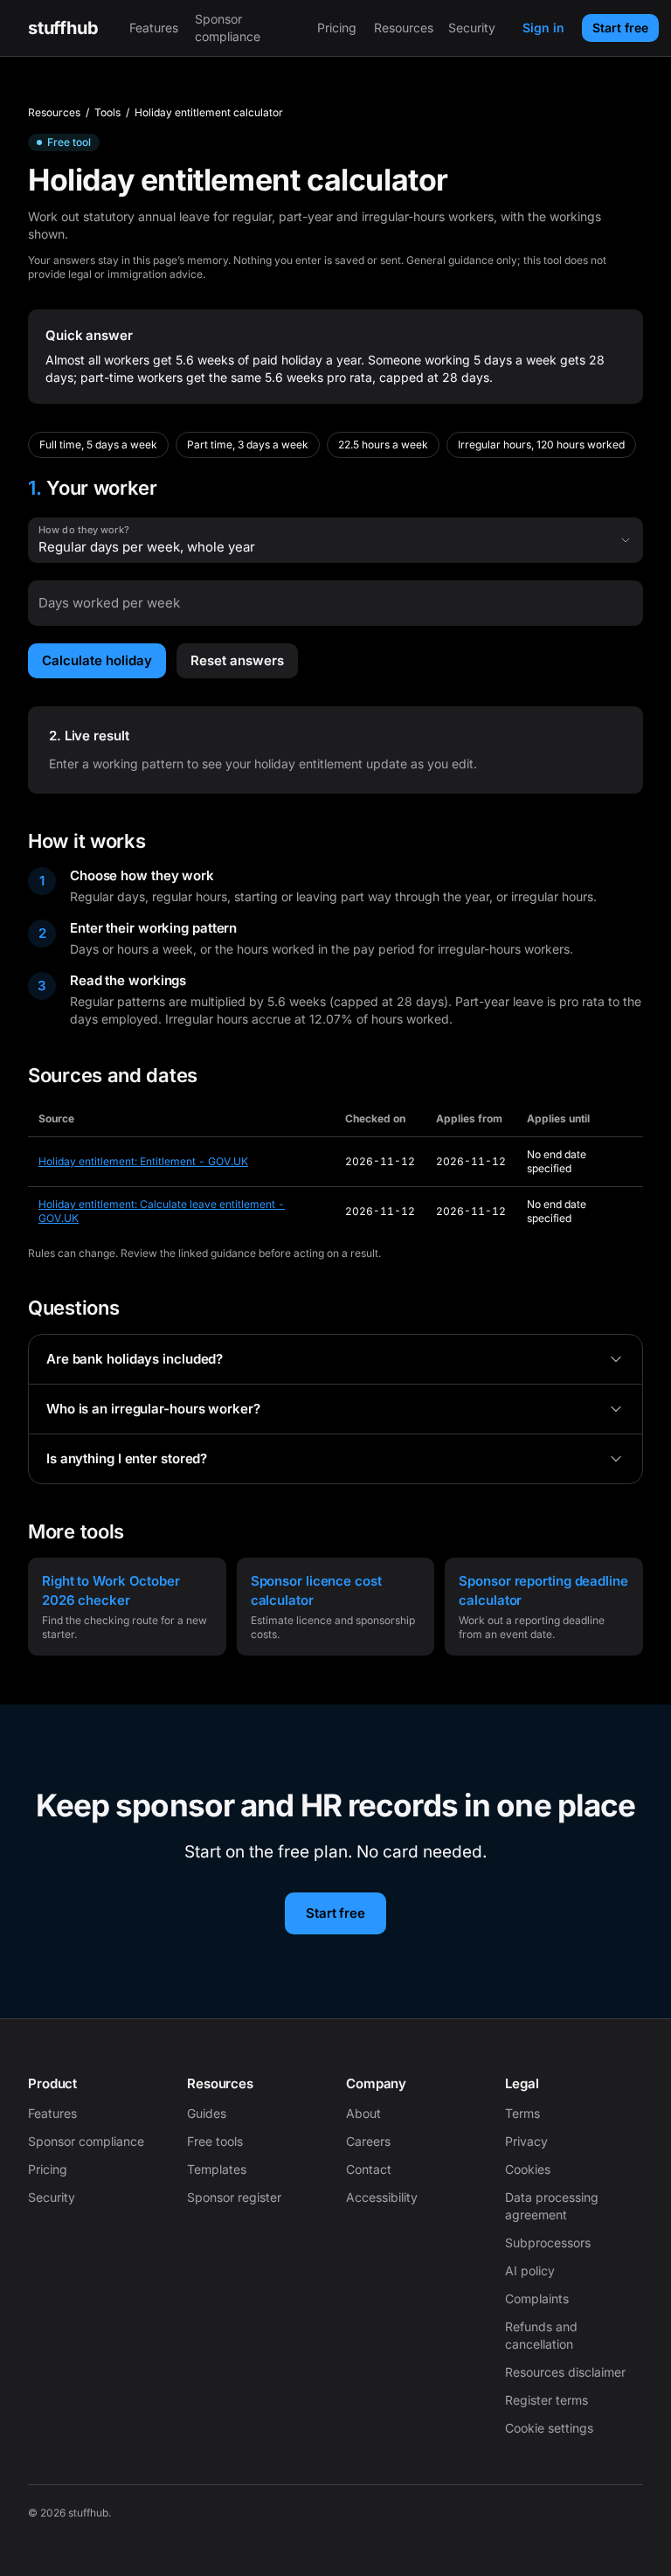 stuffhub
Features
Sponsor
compliance
Pricing
Resources
Security
Sign in
Start free
Resources / Tools / Holiday entitlement calculator
Free tool
Holiday entitlement calculator
Work out statutory annual leave for regular, part-year and irregular-hours workers, with the workings
shown.
Your answers stay in this page’s memory. Nothing you enter is saved or sent. General guidance only; this tool does not
provide legal or immigration advice.
Quick answer
Almost all workers get 5.6 weeks of paid holiday a year. Someone working 5 days a week gets 28
days; part-time workers get the same 5.6 weeks pro rata, capped at 28 days.
Full time, 5 days a week
Part time, 3 days a week
22.5 hours a week
Irregular hours, 120 hours worked
1. Your worker
How do they work?
Regular days per week, whole year
Days worked per week
Calculate holiday
Reset answers
2. Live result
Enter a working pattern to see your holiday entitlement update as you edit.
How it works
1
Choose how they work
Regular days, regular hours, starting or leaving part way through the year, or irregular hours.
2
Enter their working pattern
Days or hours a week, or the hours worked in the pay period for irregular-hours workers.
3
Read the workings
Regular patterns are multiplied by 5.6 weeks (capped at 28 days). Part-year leave is pro rata to the
days employed. Irregular hours accrue at 12.07% of hours worked.
Sources and dates
Source Checked on Applies from Applies until
Holiday entitlement: Entitlement - GOV.UK 2026-11-12 2026-11-12 No end date
specified
Holiday entitlement: Calculate leave entitlement -
GOV.UK 2026-11-12 2026-11-12 No end date
specified
Rules can change. Review the linked guidance before acting on a result.
Questions
Are bank holidays included?
Who is an irregular-hours worker?
Is anything I enter stored?
More tools
Right to Work October
2026 checker
Find the checking route for a new
starter.
Sponsor licence cost
calculator
Estimate licence and sponsorship
costs.
Sponsor reporting deadline
calculator
Work out a reporting deadline
from an event date.
Keep sponsor and HR records in one place
Start on the free plan. No card needed.
Start free
Product
Features
Sponsor compliance
Pricing
Security
Resources
Guides
Free tools
Templates
Sponsor register
Company
About
Careers
Contact
Accessibility
Legal
Terms
Privacy
Cookies
Data processing
agreement
Subprocessors
AI policy
Complaints
Refunds and
cancellation
Resources disclaimer
Register terms
Cookie settings
© 2026 stuffhub.